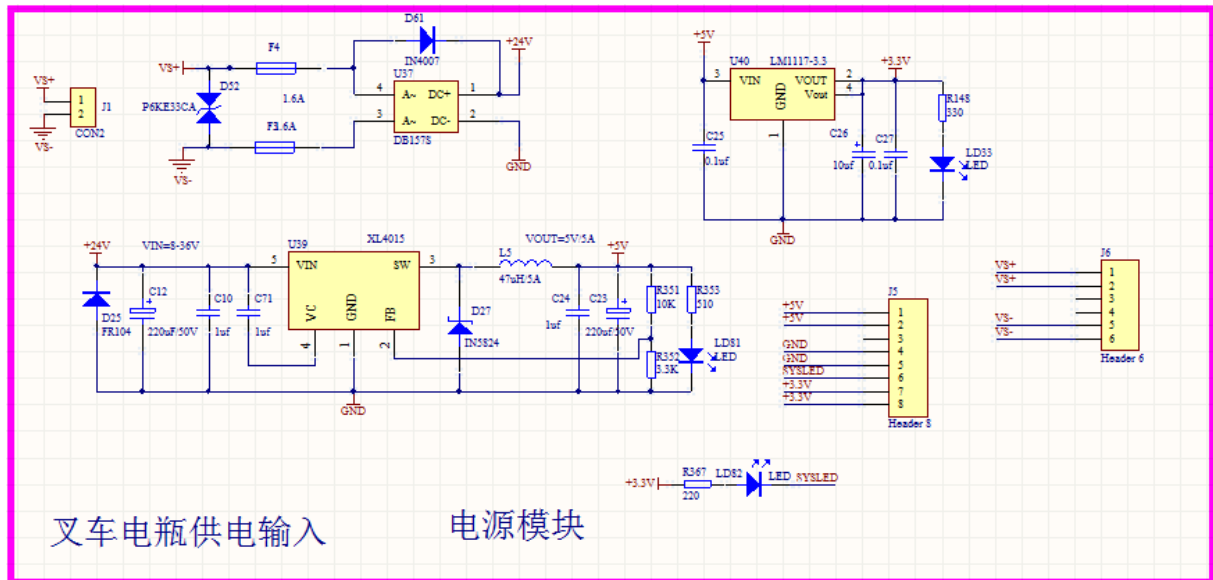 D61
IN4007
+24V
F4
VS+
D52
U37
P6KE33CA
1.6A
4
A~
DC+
1
3
A~
DC-
2
1.6A
DB157S
VS-
GND
VS+
1
2
J1
CON2
VS-
+5V
U40
LM1117-3.3
+3.3V
3
VIN
VOUT
2
Vout
4
GND
1
R148
330
C25
0.1uf
C26
10uf
C27
0.1uf
LD33
LED
GND
+24V
VIN=8-36V
U39
XL4015
VOUT=5V/5A
+5V
5
VIN
SW
3
L5
47uH/5A
VC
GND
FB
4
1
2
D25
FR104
C12
220uF/50V
C10
1uf
C71
1uf
D27
IN5824
C24
1uf
C23
220uf/50V
R351
10K
R353
510
R352
3.3K
LD81
LED
GND
J5
+5V
1
+5V
2
3
GND
4
GND
5
SYSLED
6
+3.3V
7
+3.3V
8
Header 8
J6
VS+
1
VS+
2
3
4
VS-
5
VS-
6
Header 6
+3.3V
R367
220
LD82
LED
SYSLED
叉车电瓶供电输入
电源模块